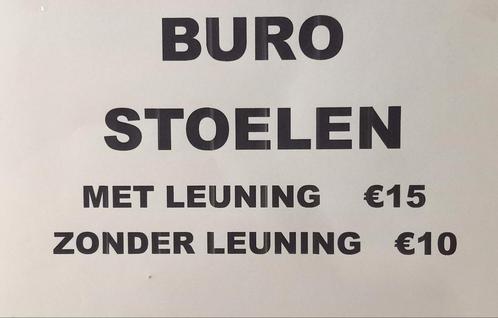 BURO
STOELEN
MET LEUNING €15
ZONDER LEUNING €10